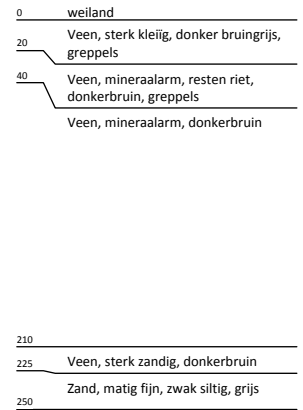 0 weiland
Veen, sterk kleiïg, donker bruingrijs,
20
greppels
40 Veen, mineraalarm, resten riet,
donkerbruin, greppels
Veen, mineraalarm, donkerbruin
210
225 Veen, sterk zandig, donkerbruin
Zand, matig fijn, zwak siltig, grijs
250